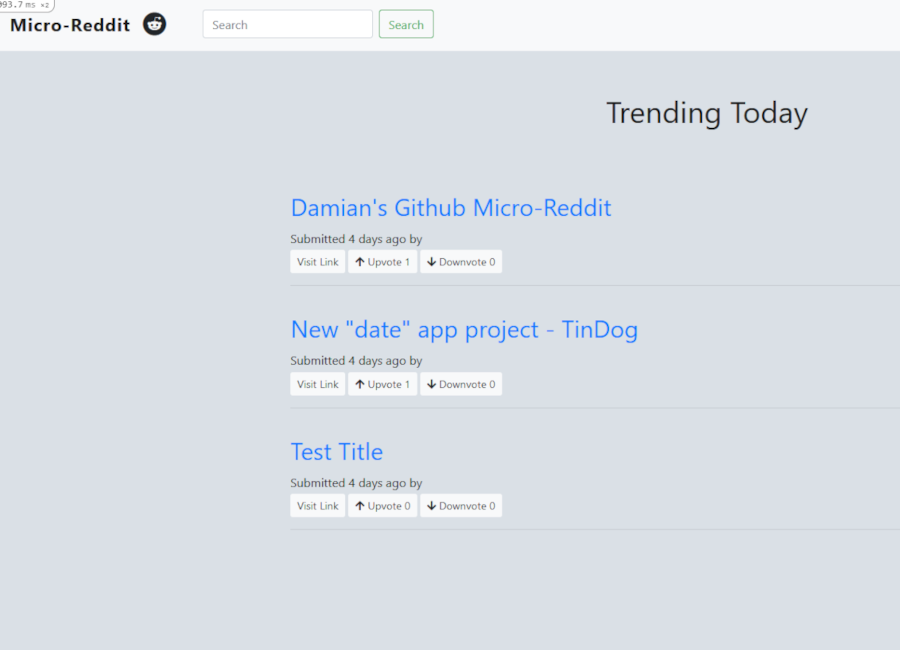 993.7 ms ×2
Micro-Reddit Search Search
Trending Today
Damian's Github Micro-Reddit
Submitted 4 days ago by
Visit Link Upvote 1 Downvote 0
New "date" app project - TinDog
Submitted 4 days ago by
Visit Link Upvote 1 Downvote 0
Test Title
Submitted 4 days ago by
Visit Link Upvote 0 Downvote 0